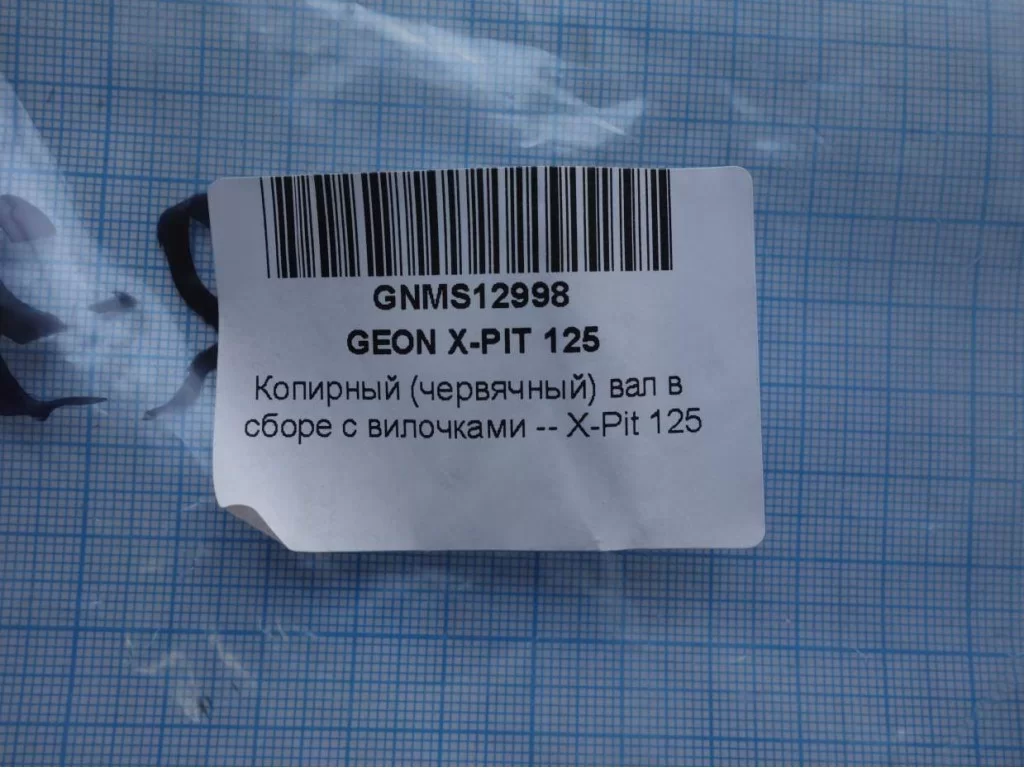 GNMS12998
GEON X-PIT 125
Копирный (червячный) вал в
сборе с вилочками -- X-Pit 125